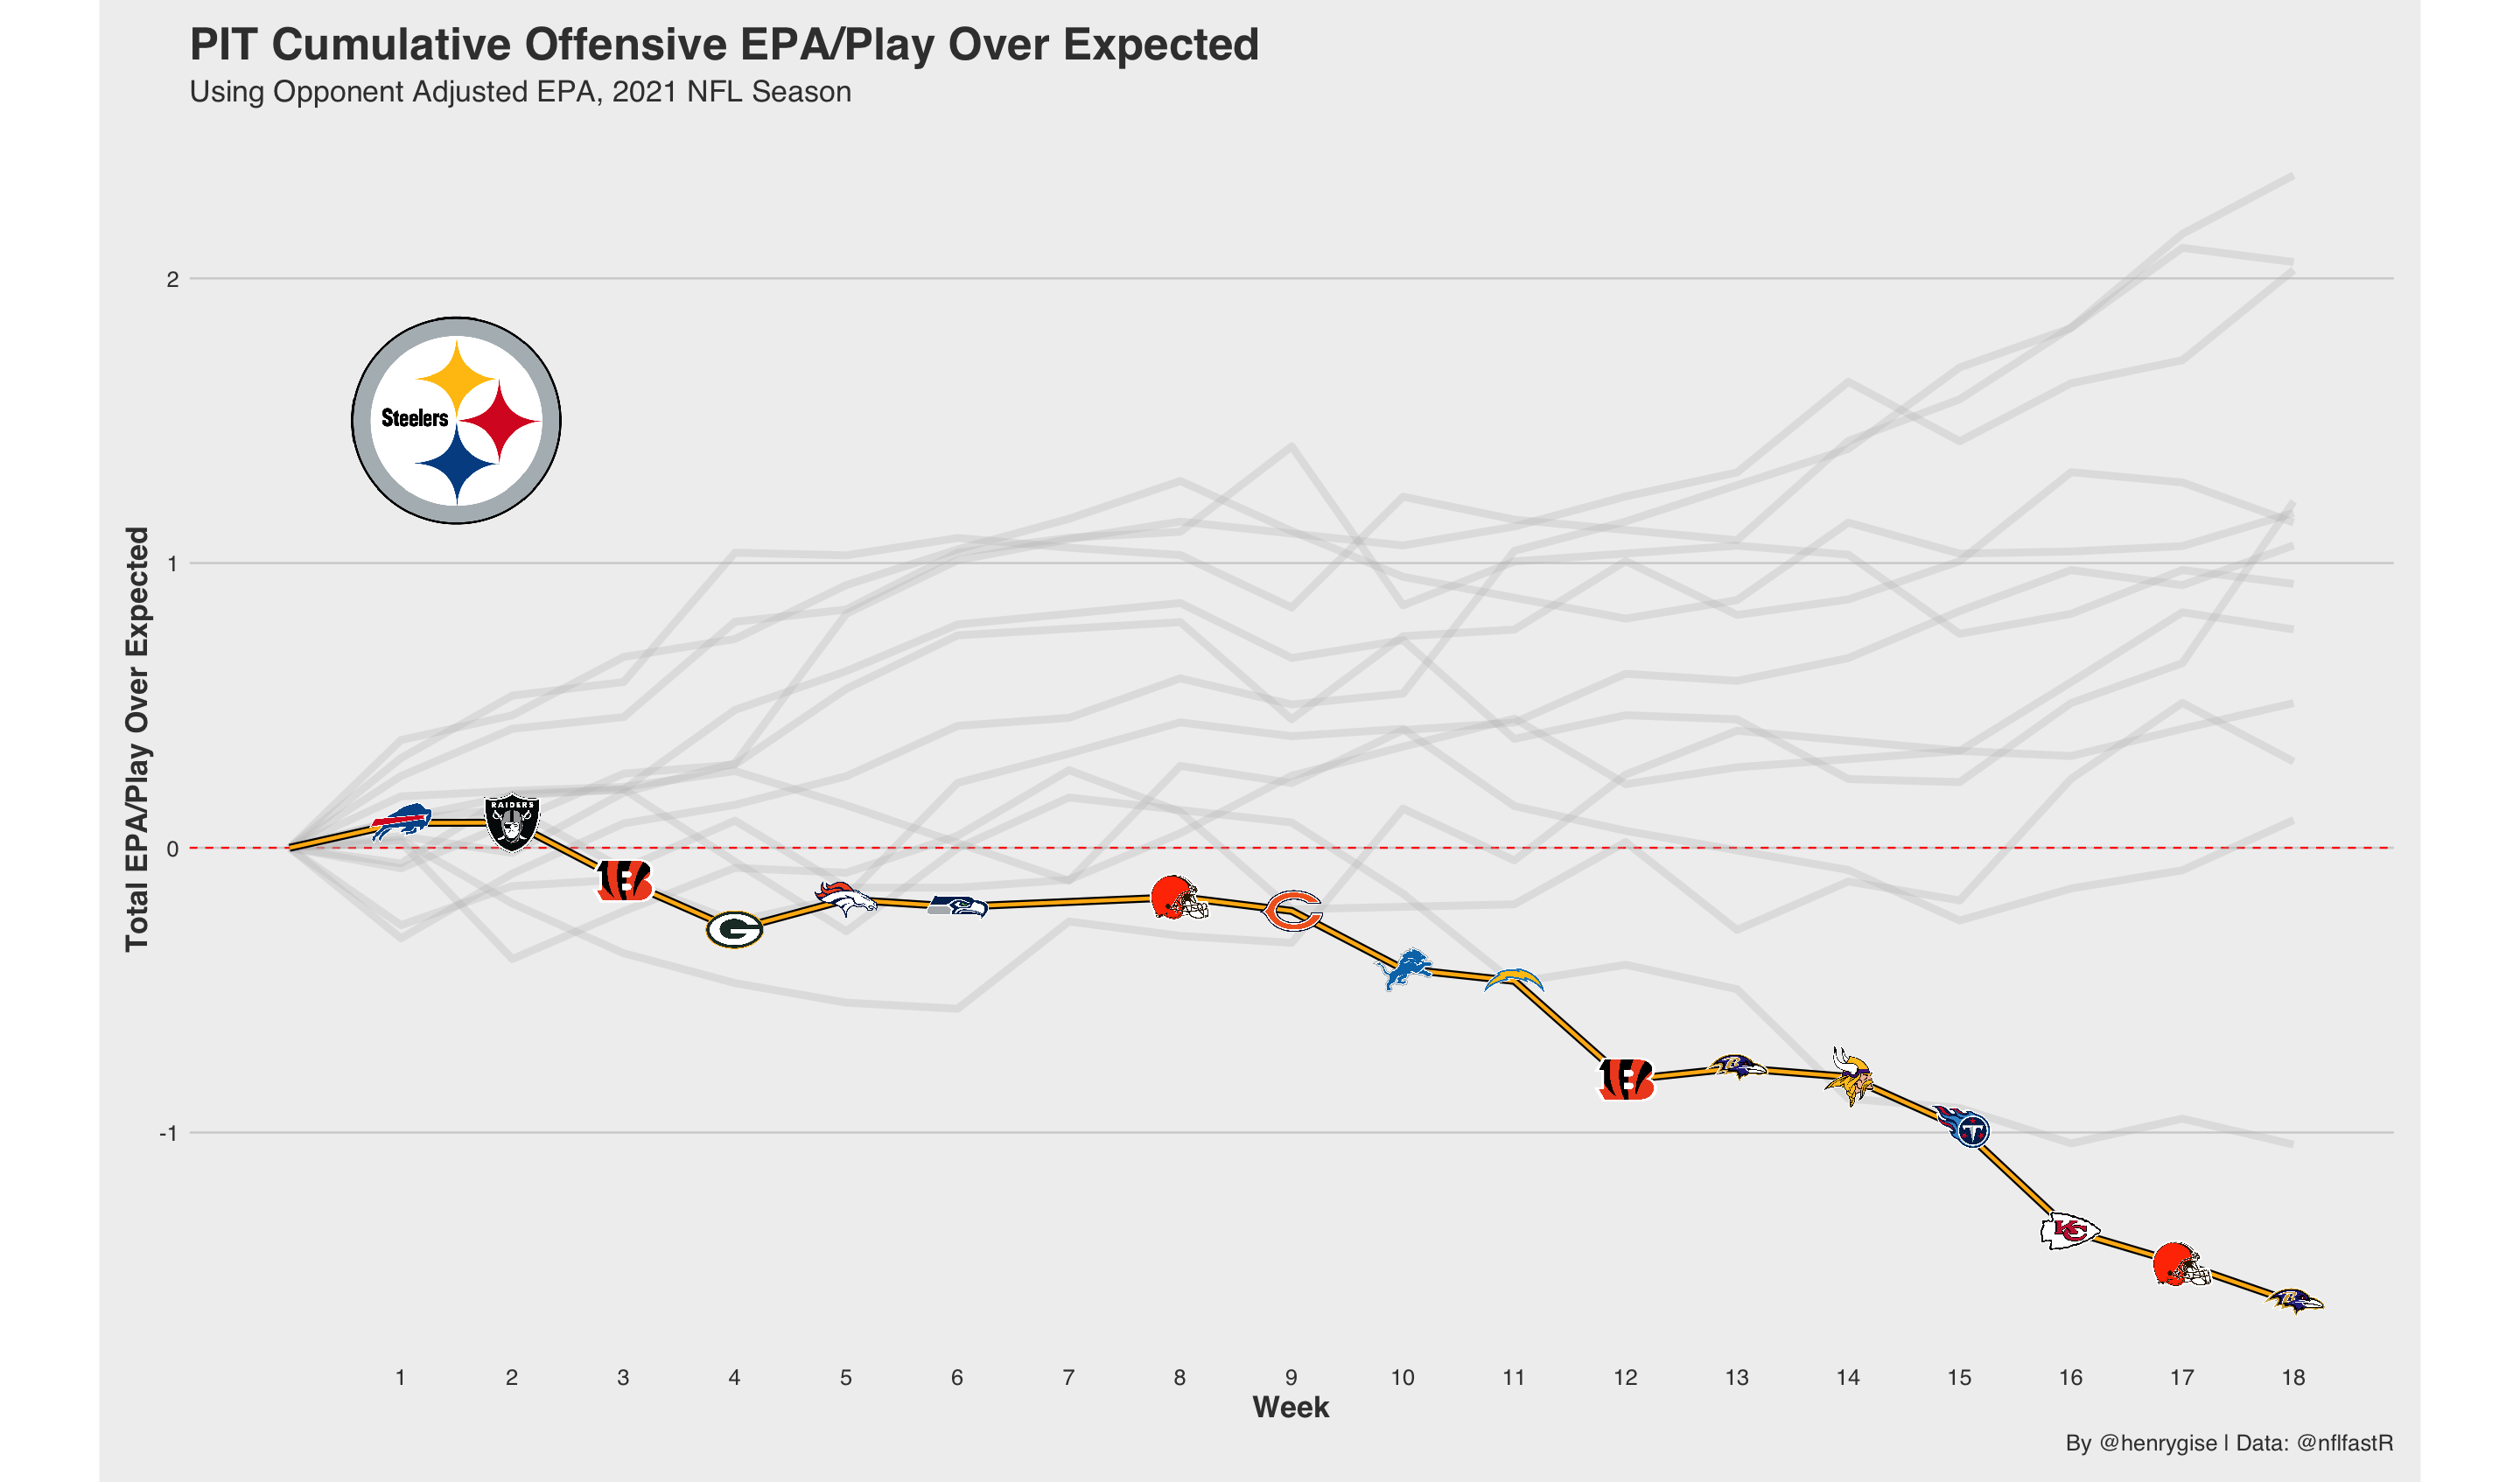 PIT Cumulative Offensive EPA/Play Over Expected
Using Opponent Adjusted EPA, 2021 NFL Season
Total EPA/Play Over Expected
2
1
0
-1
Steelers
RAIDERS
B
G
C
B
B
T
KC
B
1 2 3 4 5 6 7 8 9 10 11 12 13 14 15 16 17 18
Week
By @henrygise | Data: @nflfastR